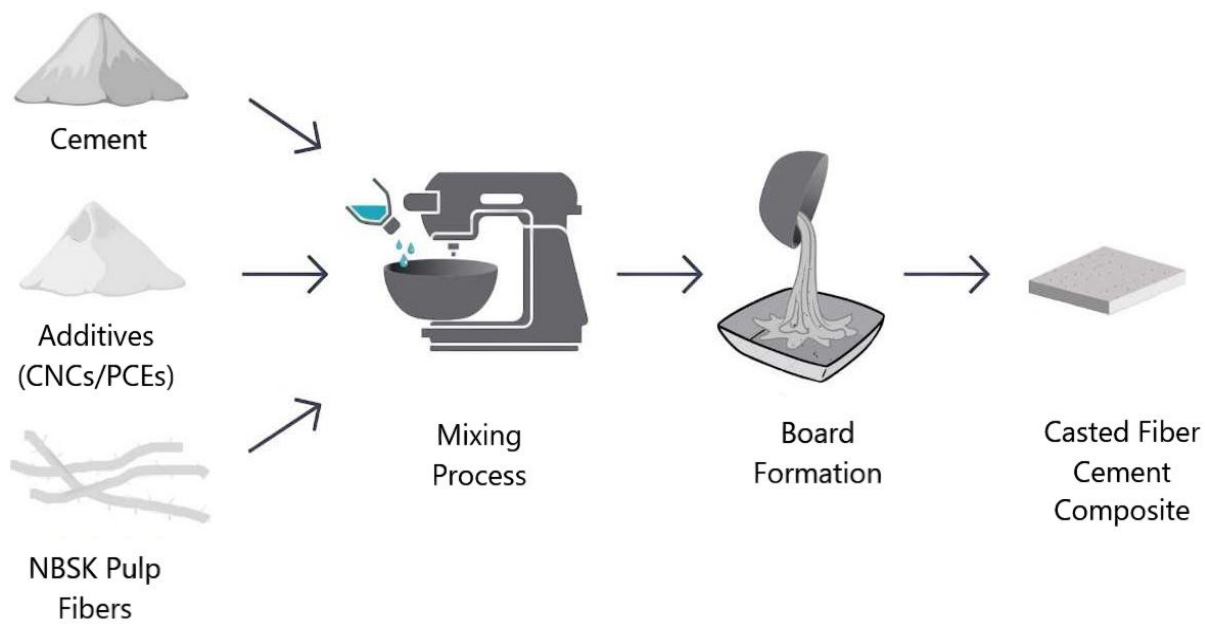 Cement
Additives
(CNCs/PCEs)
NBSK Pulp
Fibers
Mixing
Process
Board
Formation
Casted Fiber
Cement
Composite